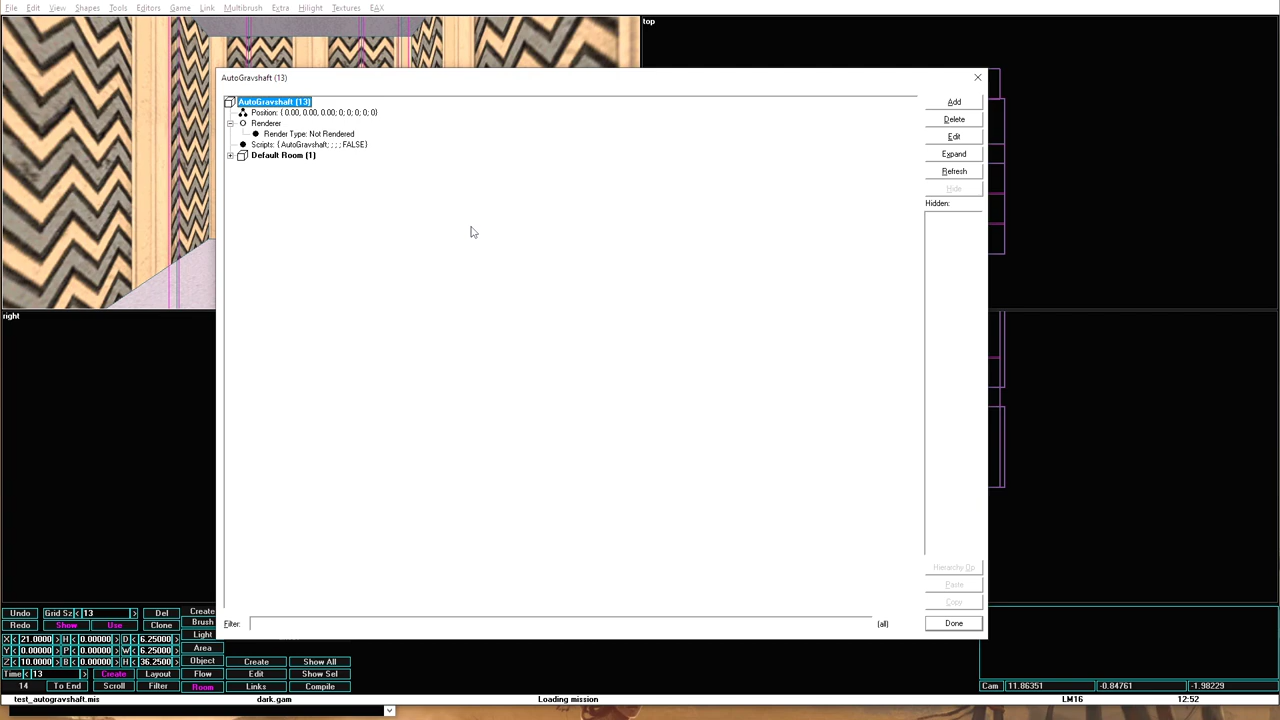 File Edit View Shapes Tools Editors Game Link Multibrush Extra Hilight Textures EAX
top
AutoGravshaft (13)
AutoGravshaft (13)
Position: { 0.00, 0.00, 0.00; 0; 0; 0; 0; 0}
Renderer
Render Type: Not Rendered
Scripts: {AutoGravshaft; ; ; ; FALSE}
Default Room (1)
Add
Delete
Edit
Expand
Refresh
Hide
Hidden:
right
Hierarchy Up
Paste
Copy
Filter:
(all)
Done
Undo Grid Sz < 13 > Del Create
Redo Show Use Clone Brush
X < 21.0000 > H < 0.00000 > D < 6.25000 > Light
Y < 0.00000 > P < 0.00000 > W < 6.25000 > Area
Z < 10.0000 > B < 0.00000 > H < 36.2500 > Object Create Show All
Time < 13 > Create Layout Flow Edit Show Sel
14 To End Scroll Filter Room Links Compile
Cam 11.86351 -0.84761 -1.98229
test_autogravshaft.mis dark.gam Loading mission LM16 12:52